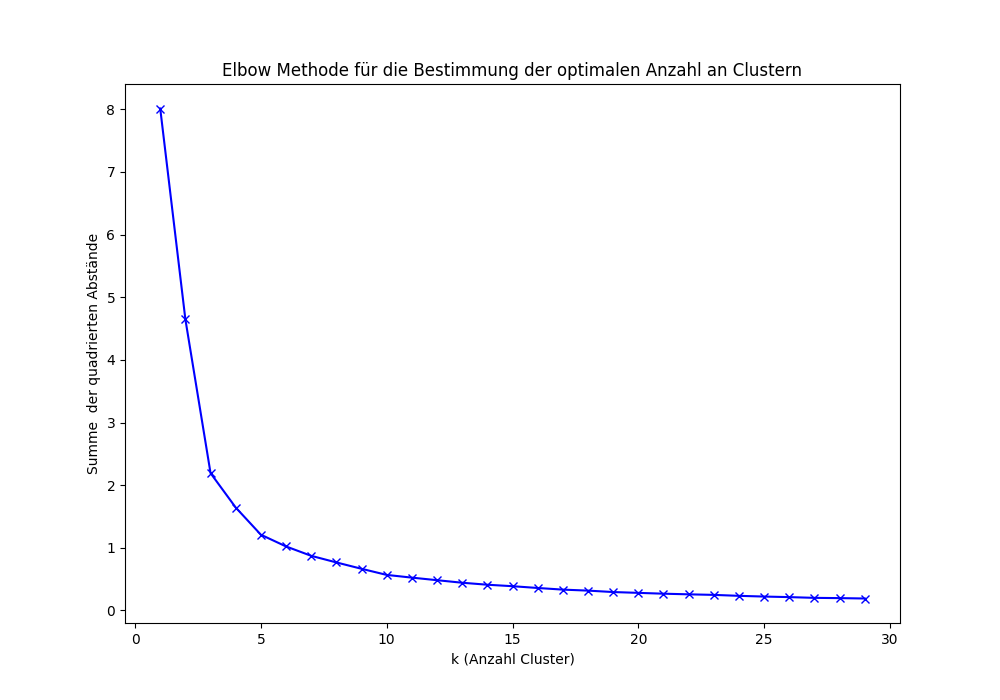 Elbow Methode für die Bestimmung der optimalen Anzahl an Clustern
8
7
6
5
4
3
2
1
0
Summe  der quadrierten Abstände
0 5 10 15 20 25 30
k (Anzahl Cluster)